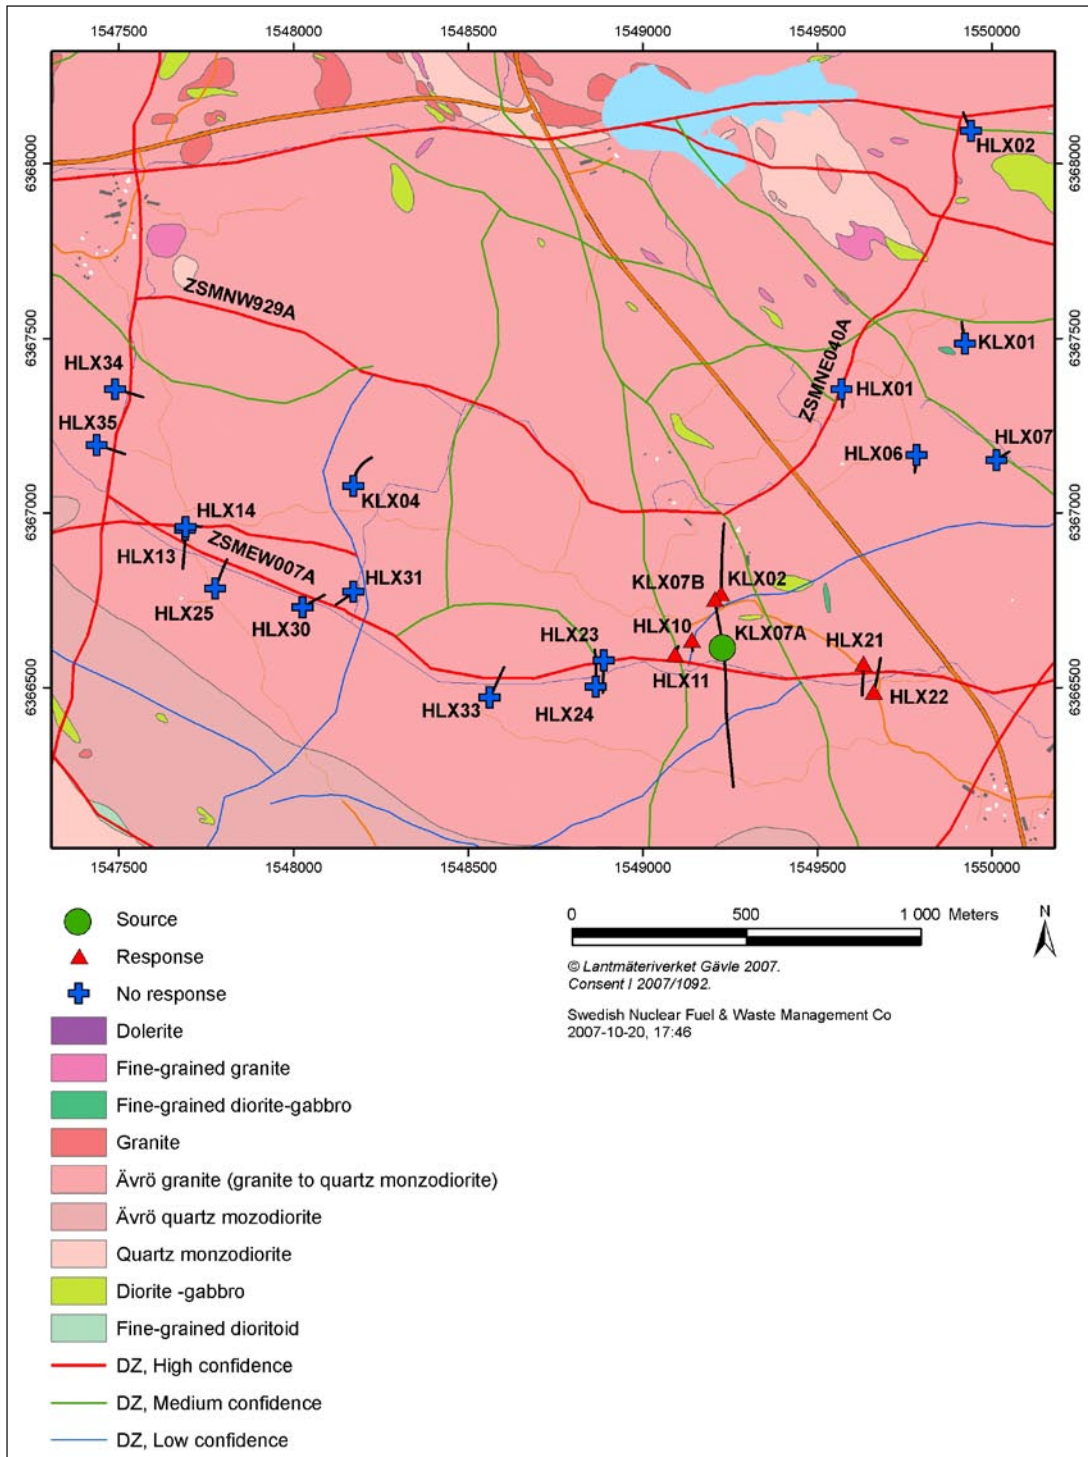 1547500 1548000 1548500 1549000 1549500 1550000
6368000 6368000
HLX02
ZSMNW929A
6367500 6367500
KLX01
ZSMNE040A
HLX34
HLX01
HLX35
HLX07
HLX06
KLX04
6367000 6367000
HLX14
HLX13
ZSMEW007A
HLX31
KLX07B KLX02
HLX25
HLX30
HLX23 HLX10 KLX07A
HLX21
HLX11
6366500 6366500
HLX33 HLX24
HLX22
1547500 1548000 1548500 1549000 1549500 1550000
Source
Response
No response
Dolerite
Fine-grained granite
Fine-grained diorite-gabbro
Granite
Ävrö granite (granite to quartz monzodiorite)
Ävrö quartz mozodiorite
Quartz monzodiorite
Diorite -gabbro
Fine-grained dioritoid
DZ, High confidence
DZ, Medium confidence
DZ, Low confidence
0 500 1 000 Meters
N
© Lantmäteriverket Gävle 2007.
Consent I 2007/1092.
Swedish Nuclear Fuel & Waste Management Co
2007-10-20, 17:46